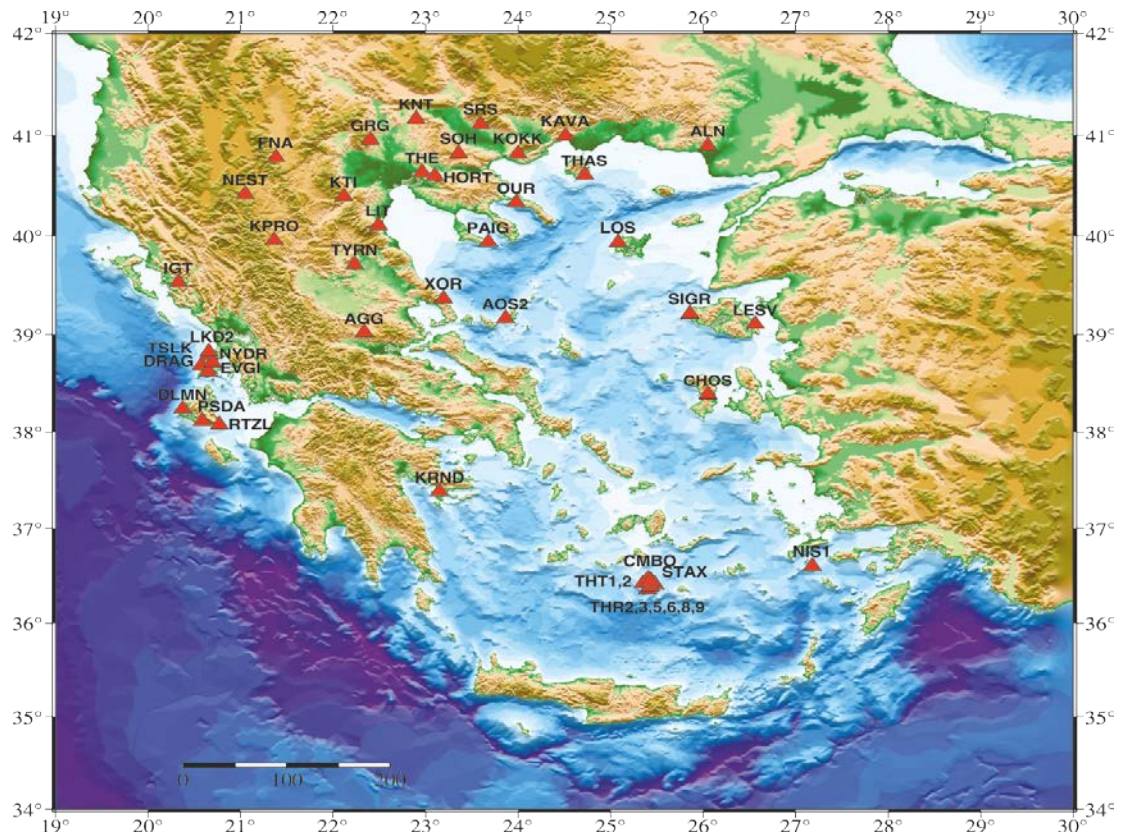 19° 20° 21° 22° 23° 24° 25° 26° 27° 28° 29° 30°
42° 42°
KNT SRS
GRG KAVA
41° ALN 41°
FNA SOH KOKK
THE THAS
NEST KTI HORT
OUR
LIT
KPRO PAIG LOS
40° 40°
TYRN
IGT
XOR AOS2 SIGR
LESV
AGG
39° 39°
LKD2
TSLK NYDR
DRAG EVGI
CHOS
DLMN PSDA
RTZL
38° 38°
KRND
37° 37°
NIS1
CMBO
THT1,2 STAX
THR2,3,5,6,8,9
36° 36°
35° 35°
0 100 200
34° 34°
19° 20° 21° 22° 23° 24° 25° 26° 27° 28° 29° 30°